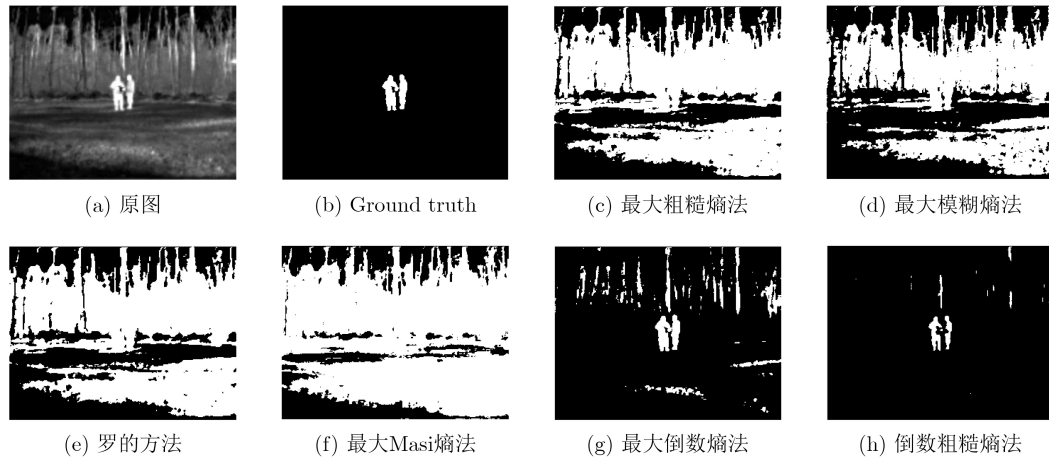 (a) 原图
(b) Ground truth
(c) 最大粗糙熵法
(d) 最大模糊熵法
(e) 罗的方法
(f) 最大Masi熵法
(g) 最大倒数熵法
(h) 倒数粗糙熵法